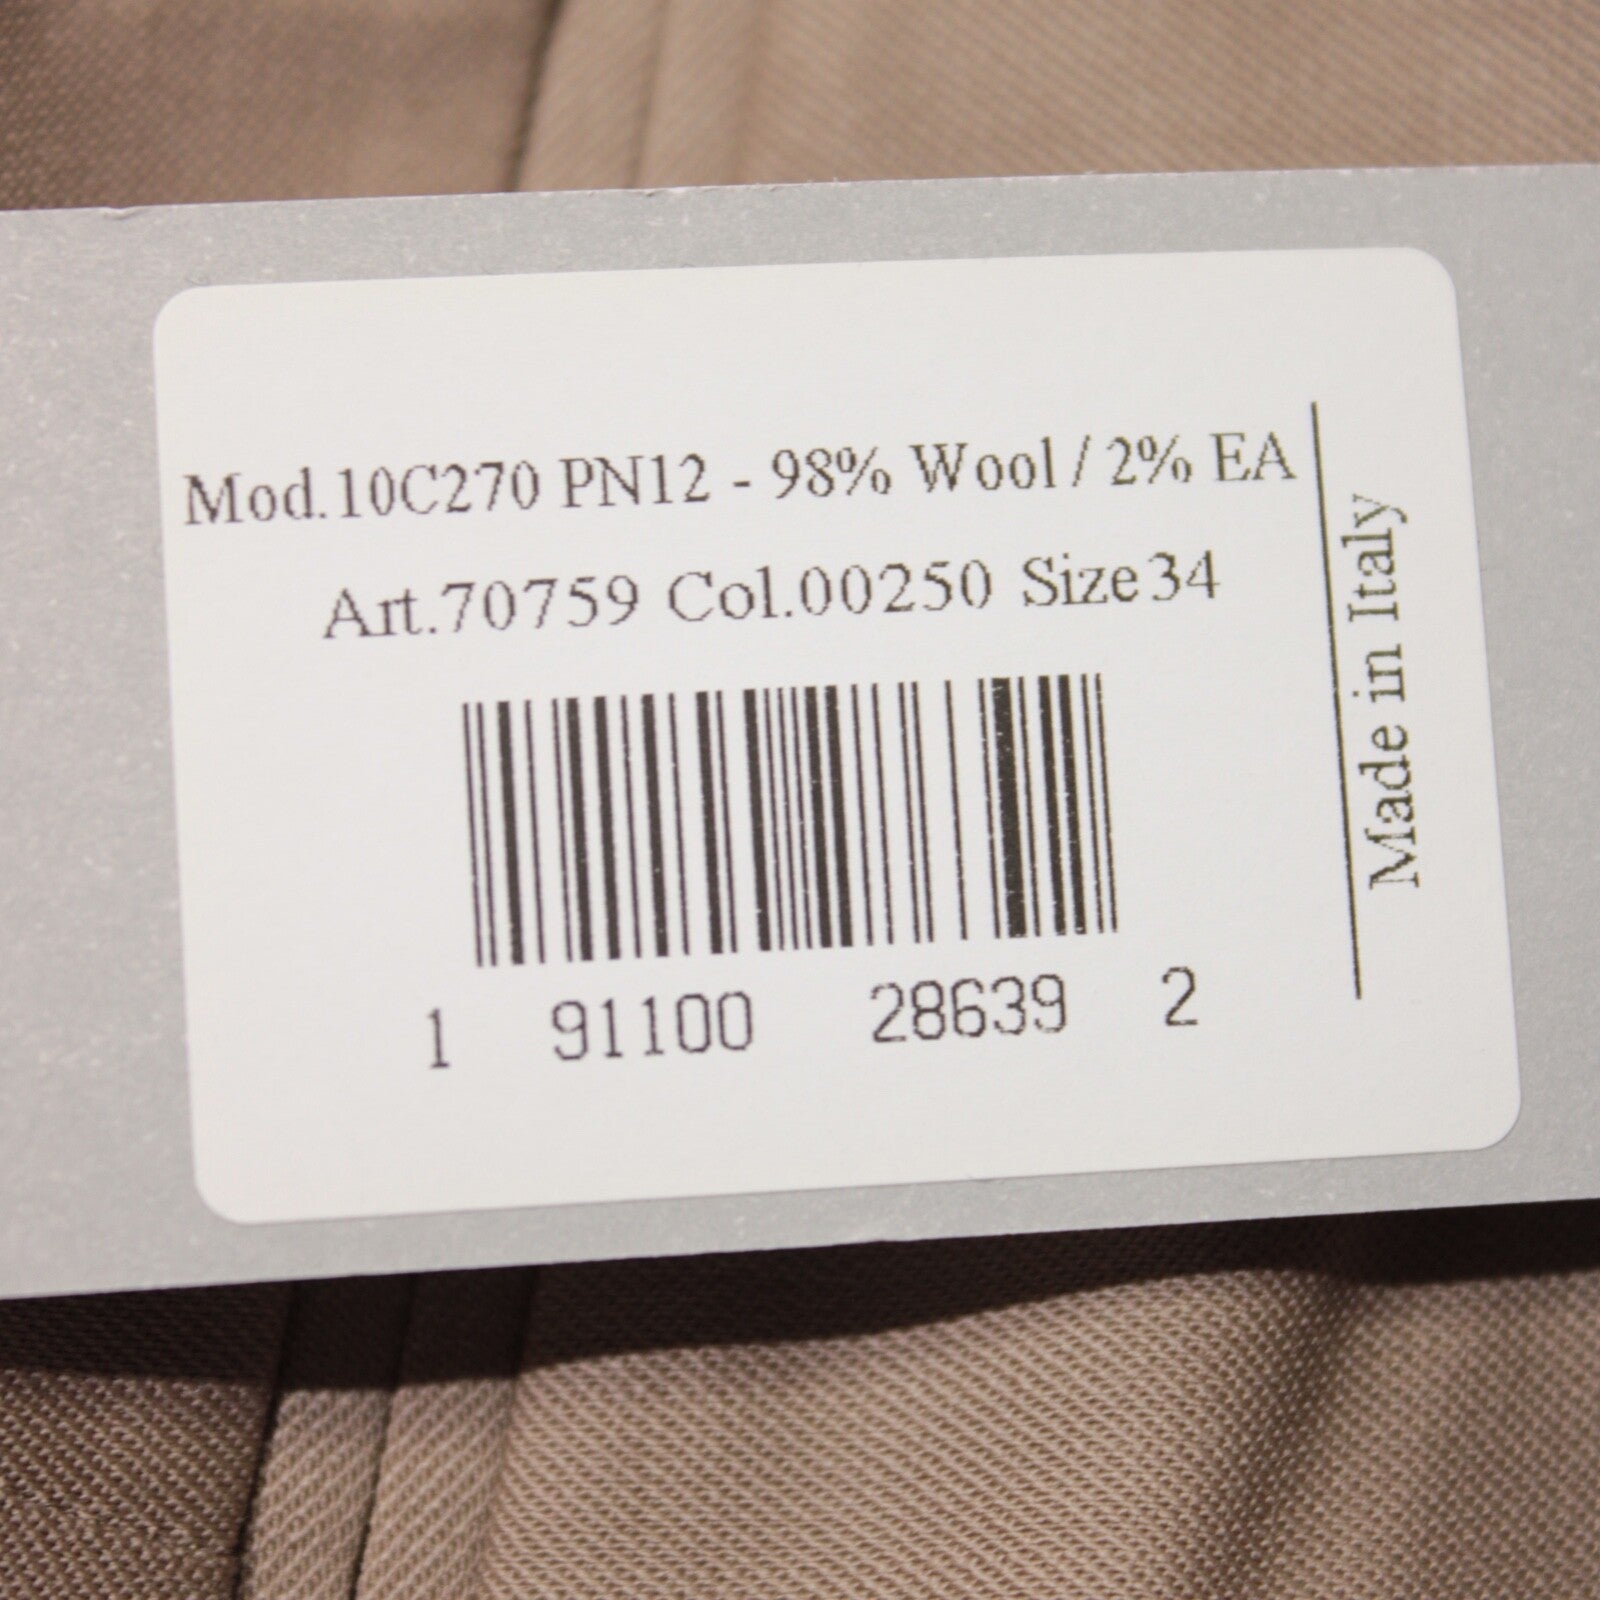 Mod.10C270 PN12 - 98% Wool / 2% EA
Art.70759 Col.00250 Size 34
1 91100 28639 2
Made in Italy